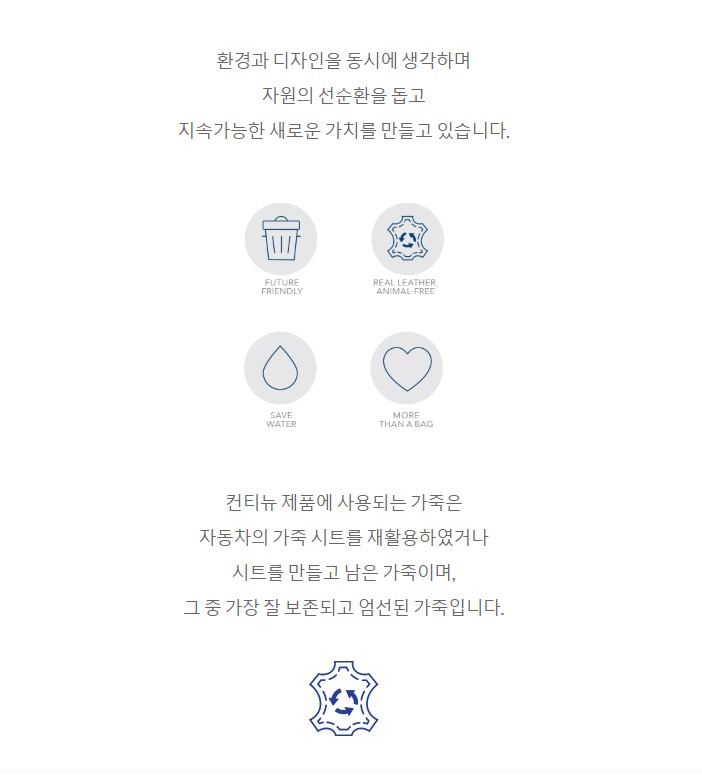 환경과 디자인을 동시에 생각하며
자원의 선순환을 돕고
지속가능한 새로운 가치를 만들고 있습니다.
FUTURE
FRIENDLY
REAL LEATHER,
ANIMAL-FREE
SAVE
WATER
MORE
THAN A BAG
컨티뉴 제품에 사용되는 가죽은
자동차의 가죽 시트를 재활용하였거나
시트를 만들고 남은 가죽이며,
그 중 가장 잘 보존되고 엄선된 가죽입니다.